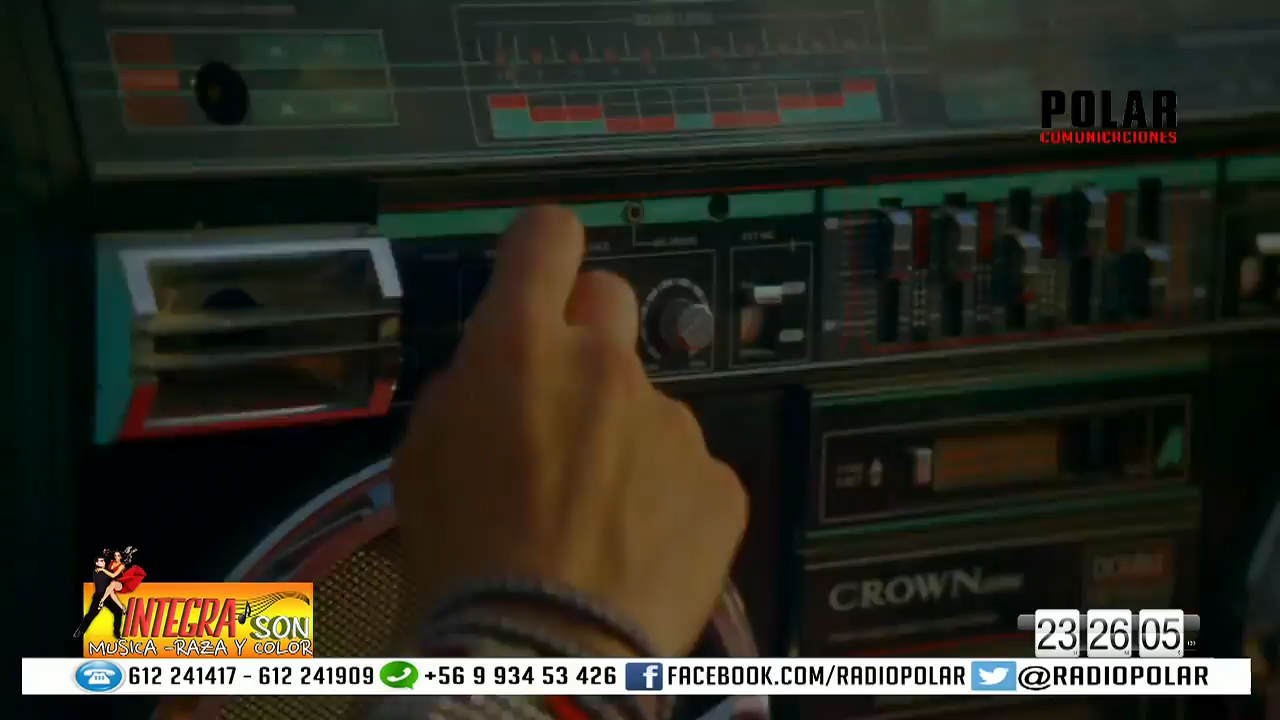 POLAR
COMUNICACIONES
CROWN
INTEGRA SON
MUSICA - RAZA Y COLOR
23 26 05
612 241417 - 612 241909 +56 9 934 53 426 FACEBOOK.COM/RADIOPOLAR @RADIOPOLAR